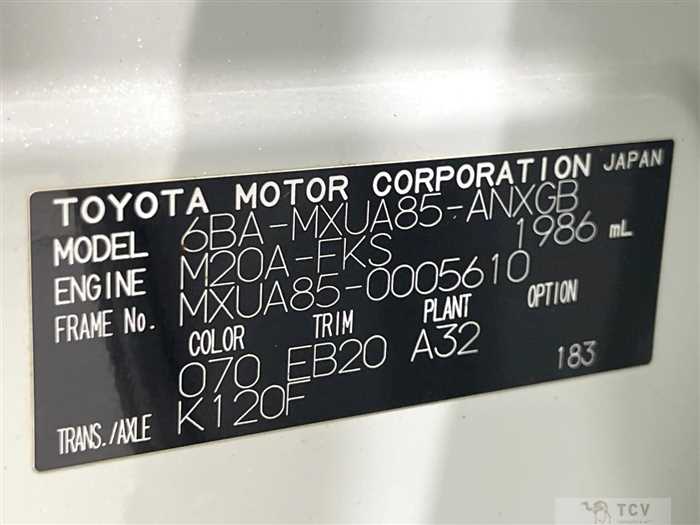 TOYOTA MOTOR CORPORATION JAPAN
MODEL 6BA-MXUA85-ANXGB
ENGINE M20A-FKS 1986 mL
FRAME No. MXUA85-0005610
COLOR TRIM PLANT OPTION
070 EB20 A32
183
TRANS./AXLE K120F
TCV